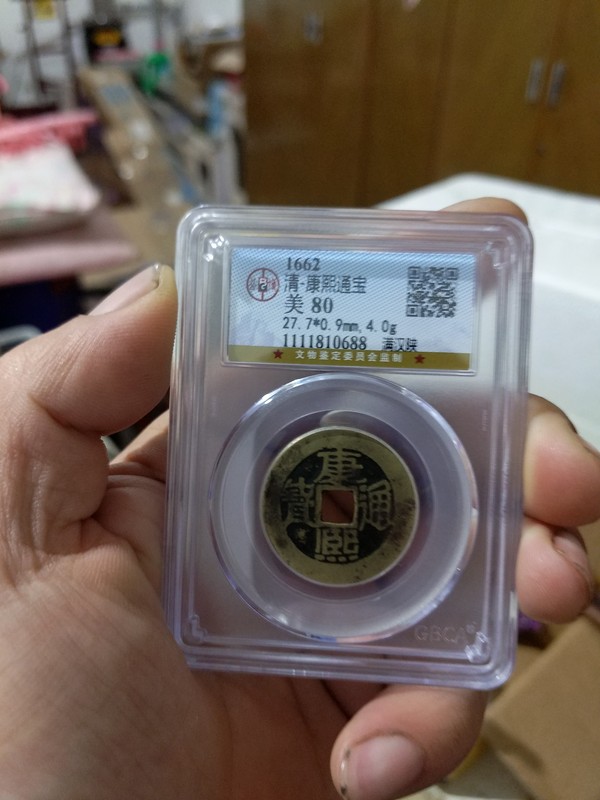 1662
清-康熙通宝
美 80
27.7*0.9mm,4.0g
1111810688 满汉陕
★ 文物鉴定委员会监制 ★
康熙通寶
GBCA®